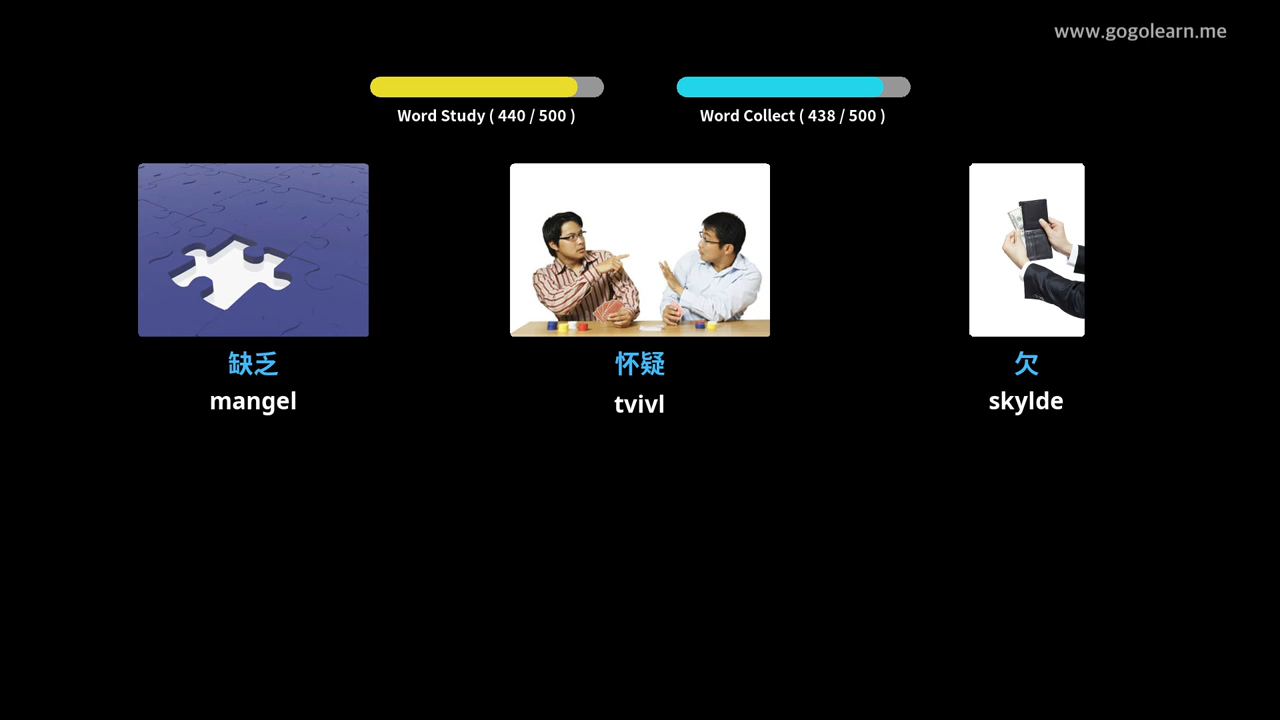 www.gogolearn.me
Word Study ( 440 / 500 )
Word Collect ( 438 / 500 )
缺乏
怀疑
欠
mangel
tvivl
skylde